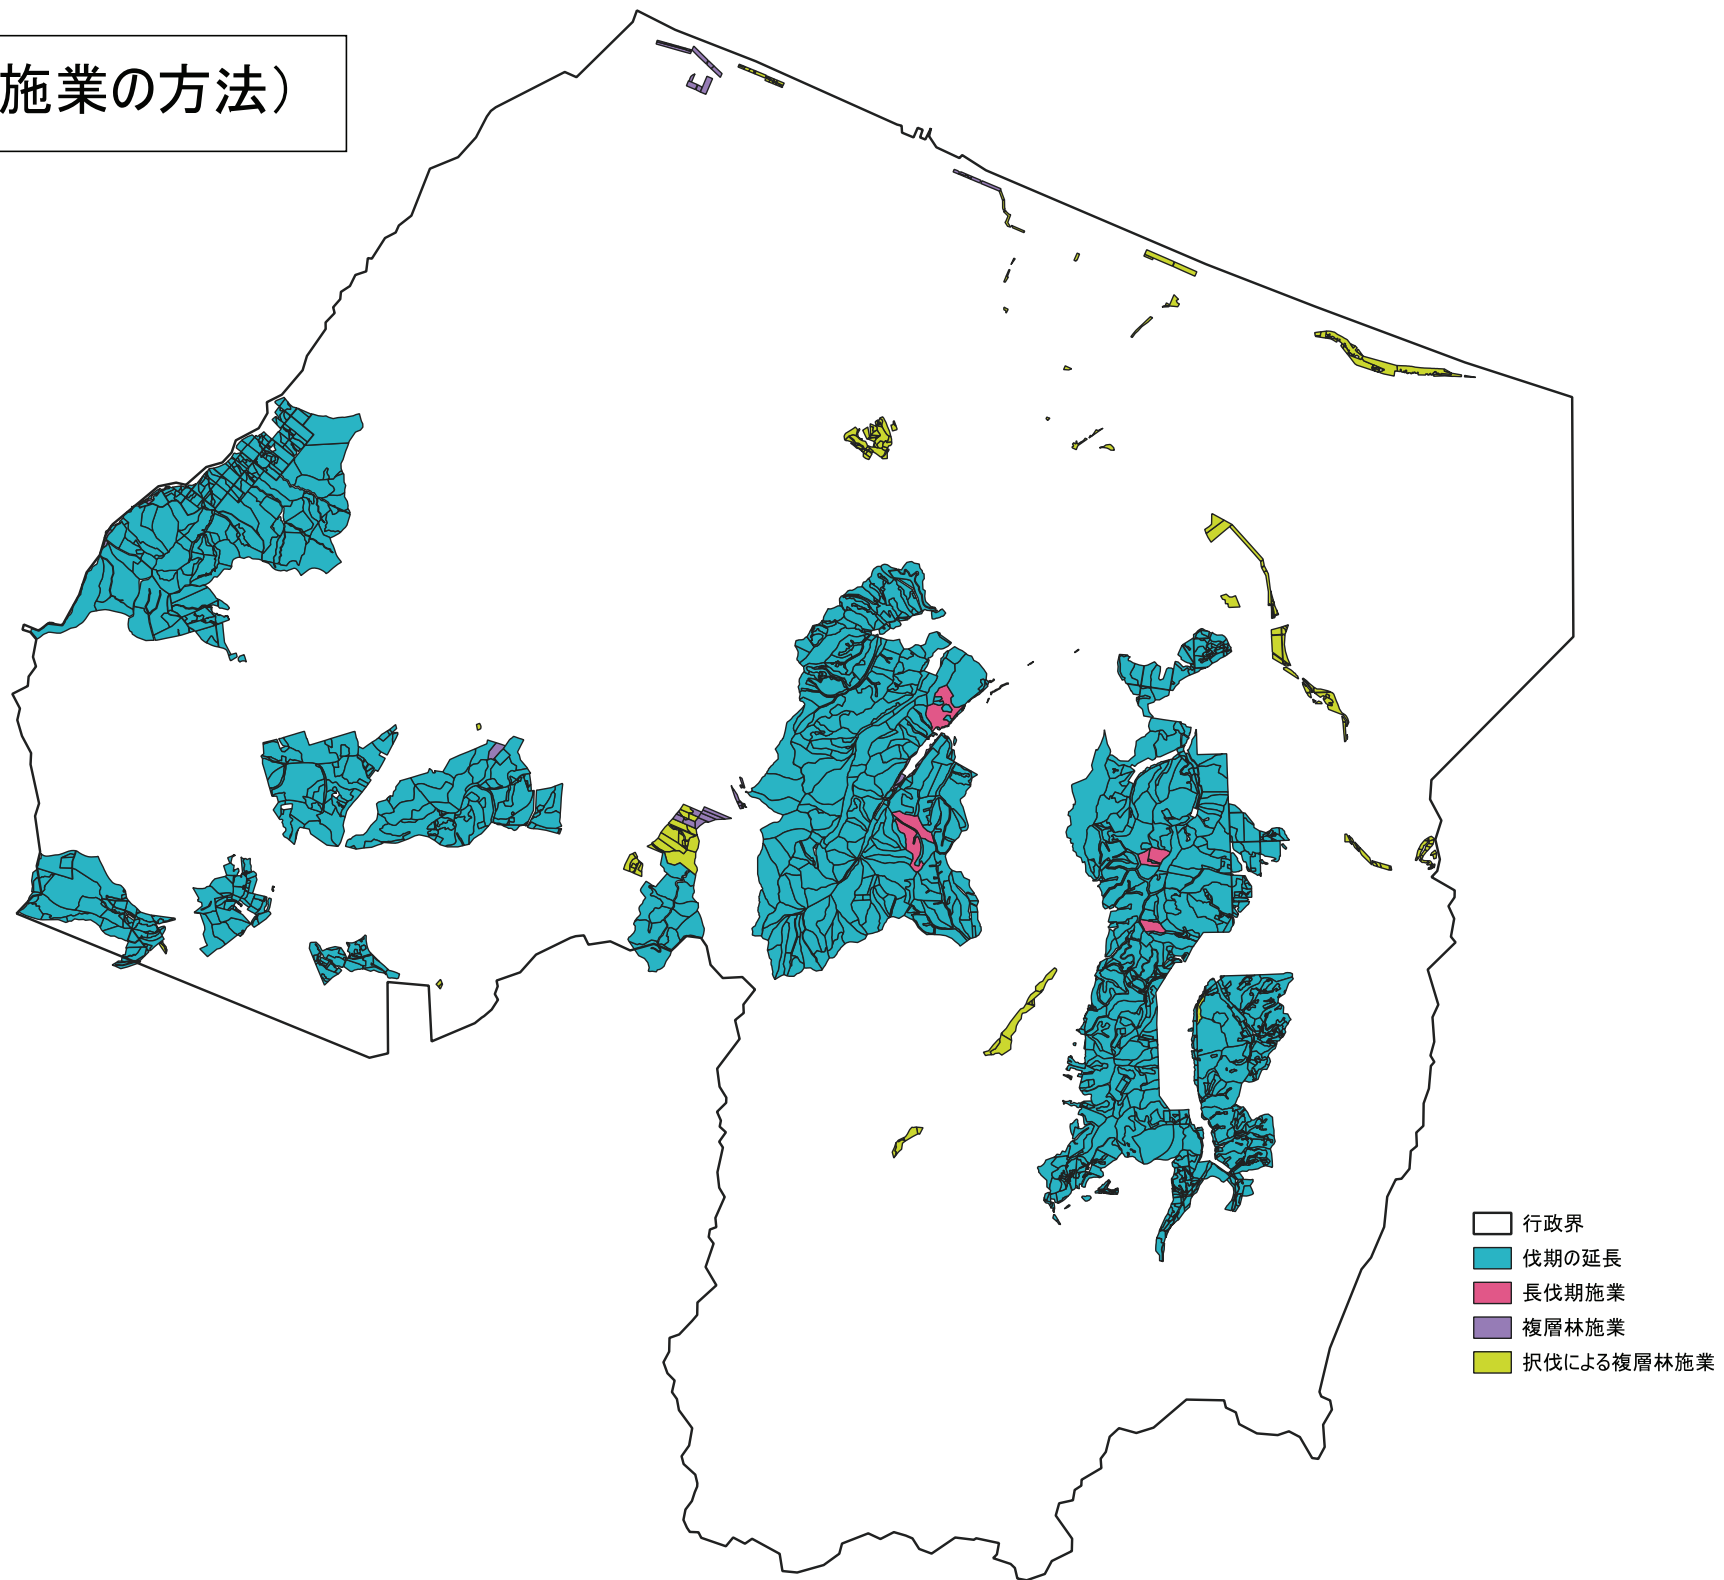 施業の方法）
行政界
伐期の延長
長伐期施業
複層林施業
択伐による複層林施業